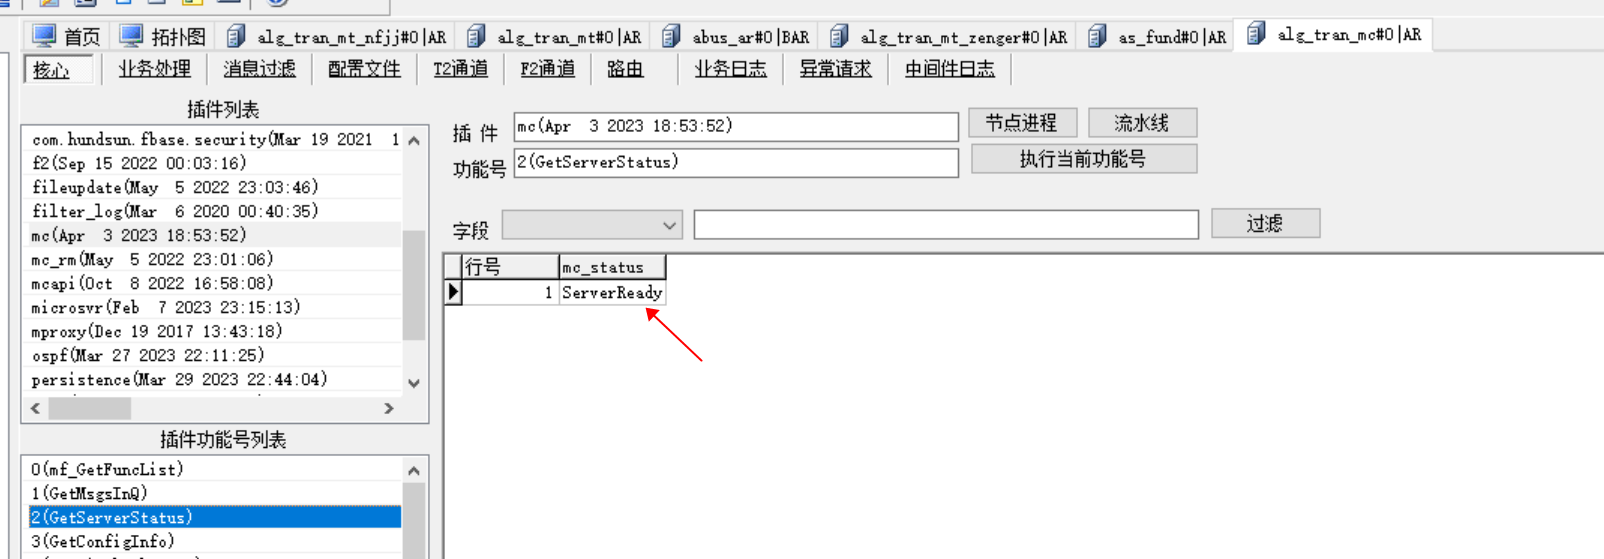 首页 拓扑图 alg_tran_mt_nfjj#0|AR alg_tran_mt#0|AR abus_ar#0|BAR alg_tran_mt_zenger#0|AR as_fund#0|AR alg_tran_mc#0|AR
核心 业务处理 消息过滤 配置文件 T2通道 F2通道 路由 业务日志 异常请求 中间件日志
插件列表
com.hundsun.fbase.security(Mar 19 2021  1
f2(Sep 15 2022 00:03:16)
fileupdate(May  5 2022 23:03:46)
filter_log(Mar  6 2020 00:40:35)
mc(Apr  3 2023 18:53:52)
mc_rm(May  5 2022 23:01:06)
mcapi(Oct  8 2022 16:58:08)
microsvr(Feb  7 2023 23:15:13)
mproxy(Dec 19 2017 13:43:18)
ospf(Mar 27 2023 22:11:25)
persistence(Mar 29 2023 22:44:04)
插件功能号列表
0(mf_GetFuncList)
1(GetMsgsInQ)
2(GetServerStatus)
3(GetConfigInfo)
插 件 mc(Apr  3 2023 18:53:52) 节点进程 流水线
功能号 2(GetServerStatus) 执行当前功能号
字段 过滤
行号 mc_status
1 ServerReady